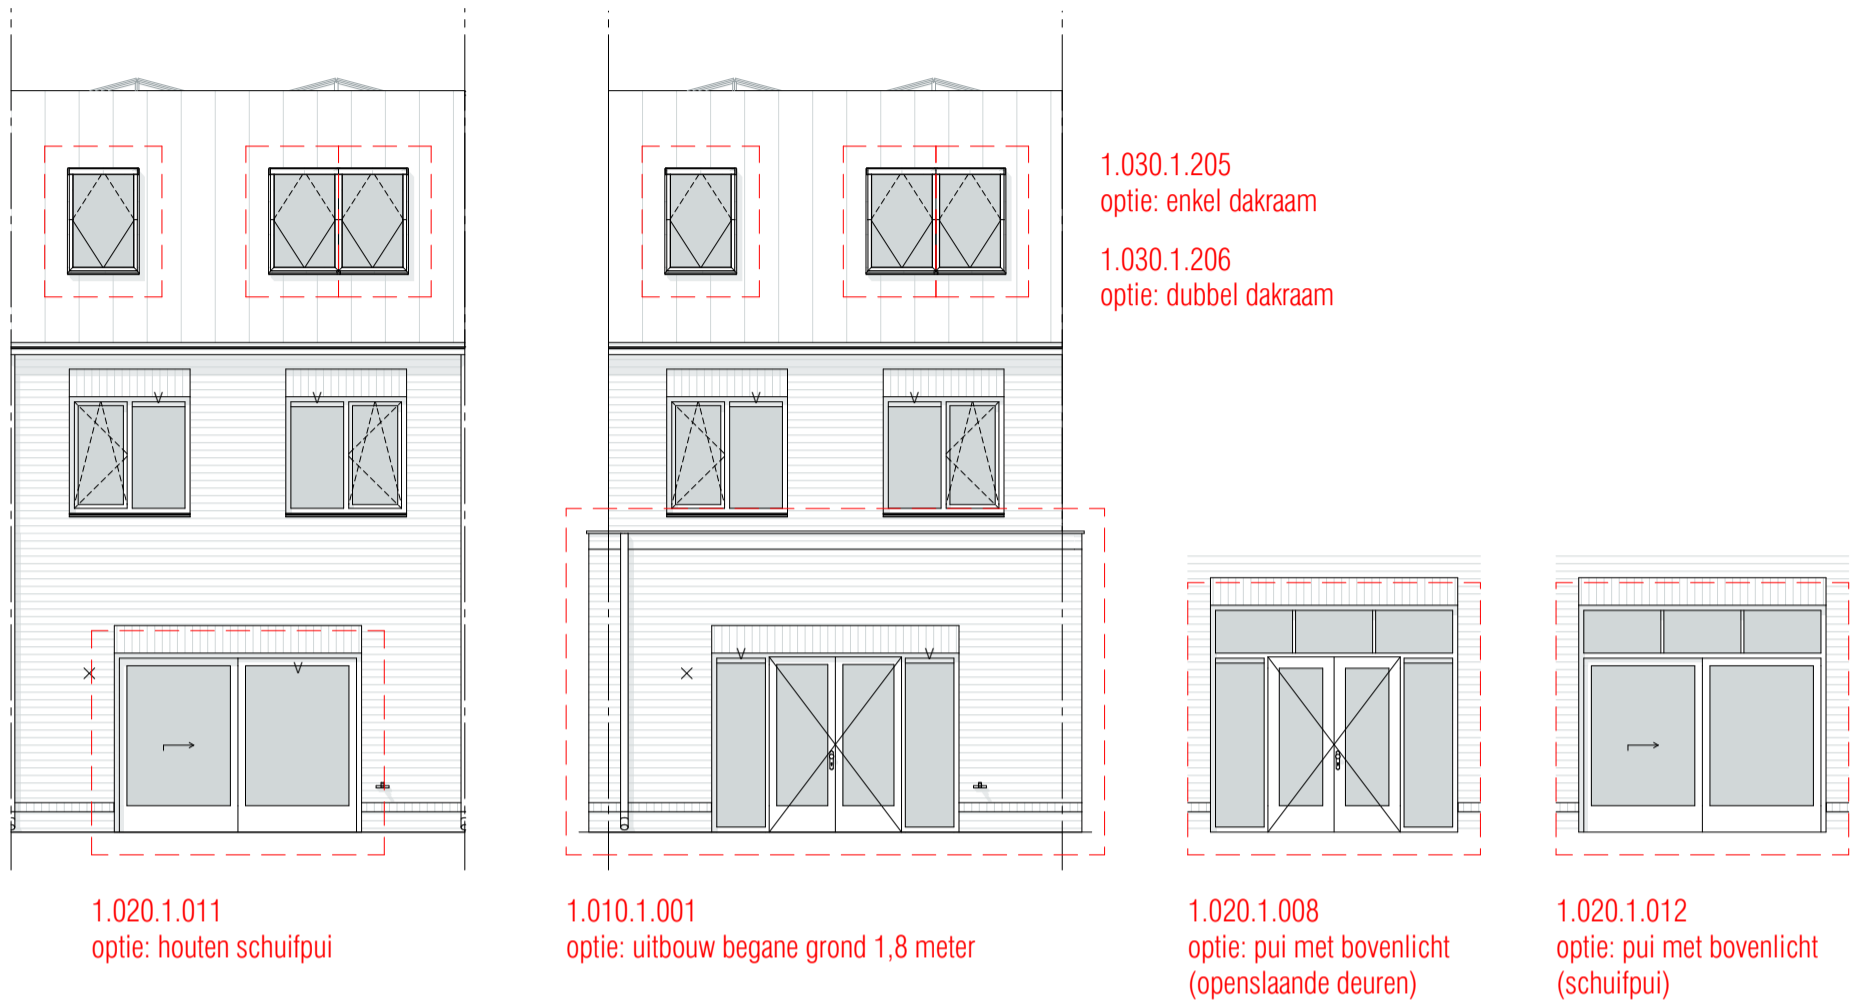 1.030.1.205
optie: enkel dakraam
1.030.1.206
optie: dubbel dakraam
1.020.1.011
optie: houten schuifpui
1.010.1.001
optie: uitbouw begane grond 1,8 meter
1.020.1.008
optie: pui met bovenlicht
(openslaande deuren)
1.020.1.012
optie: pui met bovenlicht
(schuifpui)